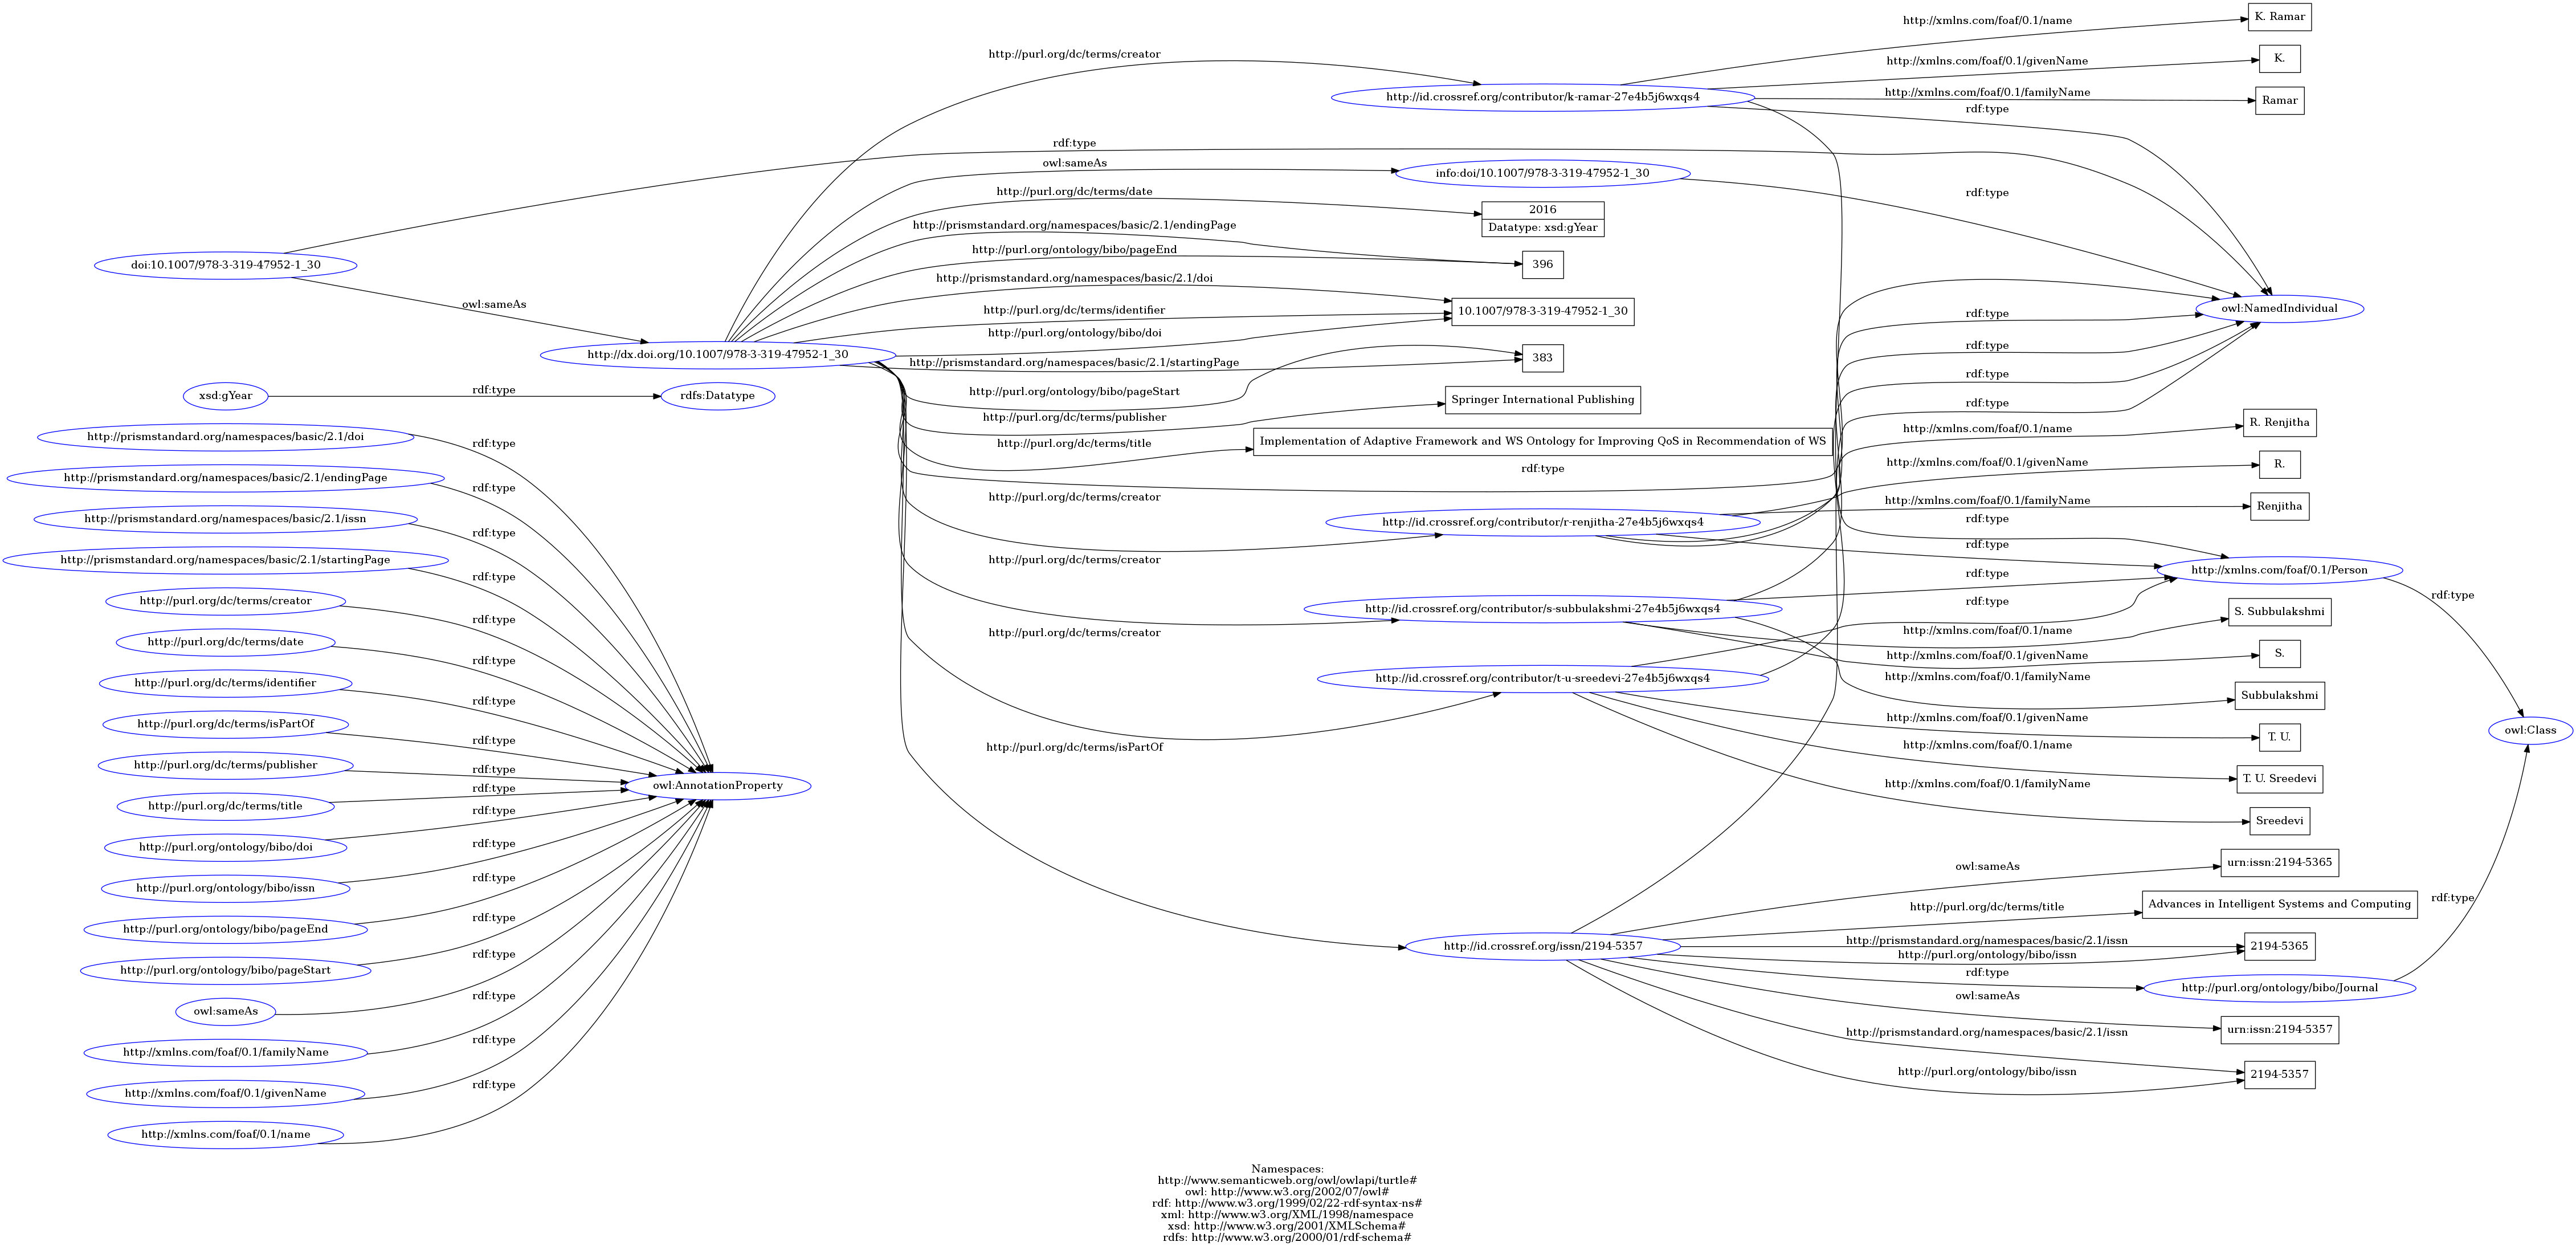 http://xmlns.com/foaf/0.1/name
K. Ramar
http://purl.org/dc/terms/creator
http://xmlns.com/foaf/0.1/givenName
K.
http://id.crossref.org/contributor/k-ramar-27e4b5j6wxqs4
http://xmlns.com/foaf/0.1/familyName
Ramar
rdf:type
rdf:type
owl:sameAs
info:doi/10.1007/978-3-319-47952-1_30
http://purl.org/dc/terms/date
rdf:type
2016
Datatype: xsd:gYear
http://prismstandard.org/namespaces/basic/2.1/endingPage
http://purl.org/ontology/bibo/pageEnd
396
doi:10.1007/978-3-319-47952-1_30
http://prismstandard.org/namespaces/basic/2.1/doi
owl:sameAs
http://purl.org/dc/terms/identifier
10.1007/978-3-319-47952-1_30
rdf:type
owl:NamedIndividual
http://purl.org/ontology/bibo/doi
rdf:type
http://dx.doi.org/10.1007/978-3-319-47952-1_30
http://prismstandard.org/namespaces/basic/2.1/startingPage
383
rdf:type
xsd:gYear
rdf:type
rdfs:Datatype
http://purl.org/ontology/bibo/pageStart
Springer International Publishing
rdf:type
http://purl.org/dc/terms/publisher
http://xmlns.com/foaf/0.1/name
R. Renjitha
http://prismstandard.org/namespaces/basic/2.1/doi
rdf:type
http://purl.org/dc/terms/title
Implementation of Adaptive Framework and WS Ontology for Improving QoS in Recommendation of WS
rdf:type
http://xmlns.com/foaf/0.1/givenName
R.
http://prismstandard.org/namespaces/basic/2.1/endingPage
rdf:type
http://purl.org/dc/terms/creator
http://xmlns.com/foaf/0.1/familyName
Renjitha
http://prismstandard.org/namespaces/basic/2.1/issn
rdf:type
http://id.crossref.org/contributor/r-renjitha-27e4b5j6wxqs4
rdf:type
rdf:type
http://prismstandard.org/namespaces/basic/2.1/startingPage
http://purl.org/dc/terms/creator
rdf:type
rdf:type
http://xmlns.com/foaf/0.1/Person
rdf:type
http://purl.org/dc/terms/creator
rdf:type
http://id.crossref.org/contributor/s-subbulakshmi-27e4b5j6wxqs4
rdf:type
S. Subbulakshmi
http://purl.org/dc/terms/creator
http://xmlns.com/foaf/0.1/name
http://purl.org/dc/terms/date
rdf:type
http://xmlns.com/foaf/0.1/givenName
S.
http://id.crossref.org/contributor/t-u-sreedevi-27e4b5j6wxqs4
http://xmlns.com/foaf/0.1/familyName
http://purl.org/dc/terms/identifier
rdf:type
Subbulakshmi
http://xmlns.com/foaf/0.1/givenName
http://purl.org/dc/terms/isPartOf
rdf:type
T. U.
owl:Class
http://purl.org/dc/terms/isPartOf
http://xmlns.com/foaf/0.1/name
http://purl.org/dc/terms/publisher
rdf:type
T. U. Sreedevi
owl:AnnotationProperty
rdf:type
http://xmlns.com/foaf/0.1/familyName
http://purl.org/dc/terms/title
rdf:type
Sreedevi
http://purl.org/ontology/bibo/doi
rdf:type
owl:sameAs
urn:issn:2194-5365
http://purl.org/ontology/bibo/issn
rdf:type
http://purl.org/dc/terms/title
Advances in Intelligent Systems and Computing
rdf:type
http://purl.org/ontology/bibo/pageEnd
rdf:type
http://id.crossref.org/issn/2194-5357
http://prismstandard.org/namespaces/basic/2.1/issn
2194-5365
http://purl.org/ontology/bibo/issn
http://purl.org/ontology/bibo/pageStart
rdf:type
rdf:type
http://purl.org/ontology/bibo/Journal
owl:sameAs
rdf:type
owl:sameAs
urn:issn:2194-5357
http://prismstandard.org/namespaces/basic/2.1/issn
http://xmlns.com/foaf/0.1/familyName
rdf:type
http://purl.org/ontology/bibo/issn
2194-5357
http://xmlns.com/foaf/0.1/givenName
rdf:type
http://xmlns.com/foaf/0.1/name
Namespaces:
http://www.semanticweb.org/owl/owlapi/turtle#
owl: http://www.w3.org/2002/07/owl#
rdf: http://www.w3.org/1999/02/22-rdf-syntax-ns#
xml: http://www.w3.org/XML/1998/namespace
xsd: http://www.w3.org/2001/XMLSchema#
rdfs: http://www.w3.org/2000/01/rdf-schema#